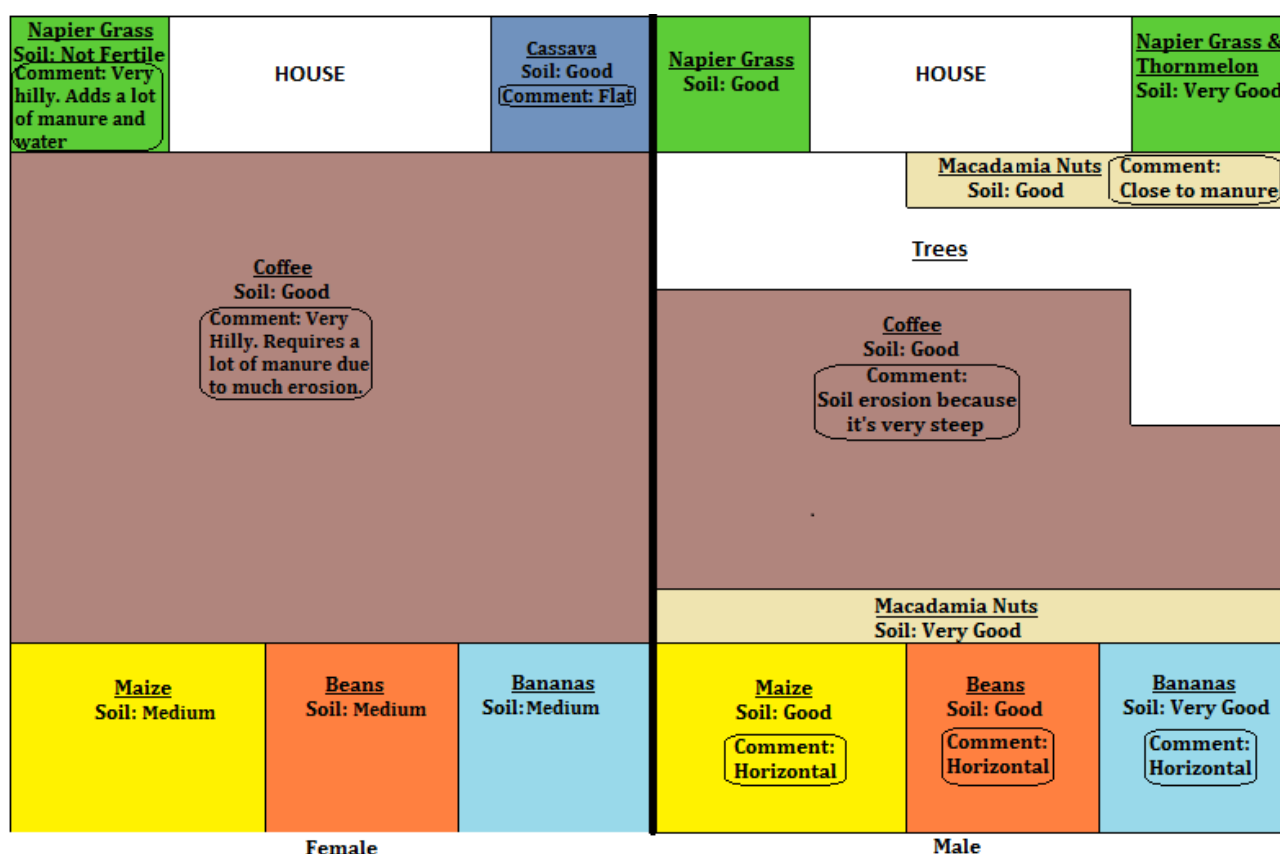 Napier Grass
Soil: Not Fertile
Comment: Very
hilly. Adds a lot
of manure and
water
HOUSE
Cassava
Soil: Good
Comment: Flat
Napier Grass
Soil: Good
HOUSE
Napier Grass &
Thornmelon
Soil: Very Good
Macadamia Nuts
Soil: Good
Comment:
Close to manure
Trees
Coffee
Soil: Good
Comment: Very
Hilly. Requires a
lot of manure due
to much erosion.
Coffee
Soil: Good
Comment:
Soil erosion because
it's very steep
Macadamia Nuts
Soil: Very Good
Maize
Soil: Medium
Beans
Soil: Medium
Bananas
Soil:Medium
Maize
Soil: Good
Comment:
Horizontal
Beans
Soil: Good
Comment:
Horizontal
Bananas
Soil: Very Good
Comment:
Horizontal
Female
Male